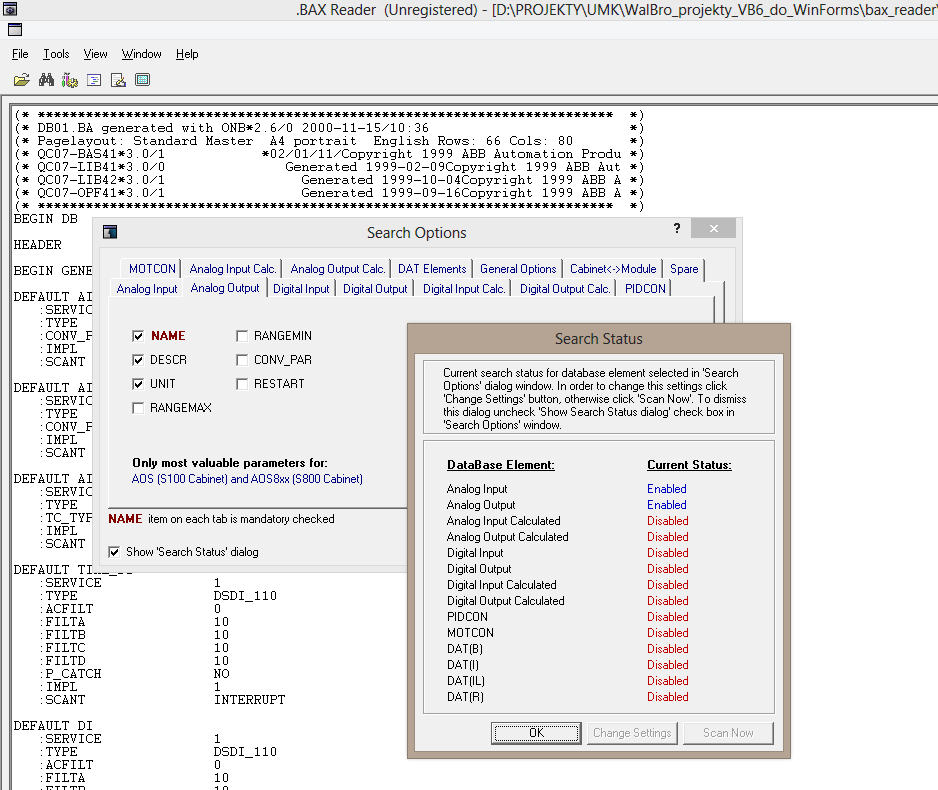 .BAX Reader (Unregistered) - [D:\PROJEKTY\UMK\WalBro_projekty_VB6_do_WinForms\bax_reader\
File Tools View Window Help
(* ************************************************************************ *)
(* DB01.BA generated with ONB*2.6/0 2000-11-15/10:36 *)
(* Pagelayout: Standard Master A4 portrait English Rows: 66 Cols: 80 *)
(* QC07-BAS41*3.0/1 *02/01/11/Copyright 1999 ABB Automation Produ *)
(* QC07-LIB41*3.0/0 Generated 1999-02-09Copyright 1999 ABB Aut *)
(* QC07-LIB42*3.0/1 Generated 1999-10-04Copyright 1999 ABB A *)
(* QC07-OPF41*3.0/1 Generated 1999-09-16Copyright 1999 ABB A *)
(* ************************************************************************ *)
BEGIN DB
HEADER
BEGIN GENE
DEFAULT AI
:SERVIC
:TYPE
:CONV_P
:IMPL
:SCANT
DEFAULT AI
:SERVIC
:TYPE
:CONV_P
:IMPL
:SCANT
DEFAULT AI
:SERVIC
:TYPE
:TC_TYP
:IMPL
:SCANT
DEFAULT
:SERVICE 1
:TYPE DSDI_110
:ACFILT 0
:FILTA 10
:FILTB 10
:FILTC 10
:FILTD 10
:P_CATCH NO
:IMPL 1
:SCANT INTERRUPT
DEFAULT DI
:SERVICE 1
:TYPE DSDI_110
:ACFILT 0
:FILTA 10
:FILTB 10
Search Options
?
MOTCON Analog Input Calc. Analog Output Calc. DAT Elements General Options Cabinet<->Module Spare
Analog Input Analog Output Digital Input Digital Output Digital Input Calc. Digital Output Calc. PIDCON
NAME RANGEMIN
DESCR CONV_PAR
UNIT RESTART
RANGEMAX
Only most valuable parameters for:
AOS (S100 Cabinet) and AOS8xx (S800 Cabinet)
NAME item on each tab is mandatory checked
Show 'Search Status' dialog
Search Status
Current search status for database element selected in 'Search
Options' dialog window. In order to change this settings click
'Change Settings' button, otherwise click 'Scan Now'. To dismiss
this dialog uncheck 'Show Search Status dialog' check box in
'Search Options' window.
DataBase Element: Current Status:
Analog Input Enabled
Analog Output Enabled
Analog Input Calculated Disabled
Analog Output Calculated Disabled
Digital Input Disabled
Digital Output Disabled
Digital Input Calculated Disabled
Digital Output Calculated Disabled
PIDCON Disabled
MOTCON Disabled
DAT(B) Disabled
DAT(I) Disabled
DAT(IL) Disabled
DAT(R) Disabled
OK Change Settings Scan Now